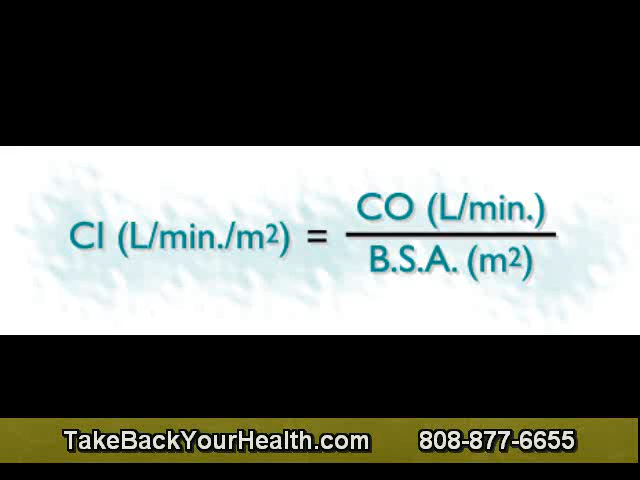 CI (L/min./m2) = CO (L/min.)
B.S.A. (m2)
TakeBackYourHealth.com 808-877-6655